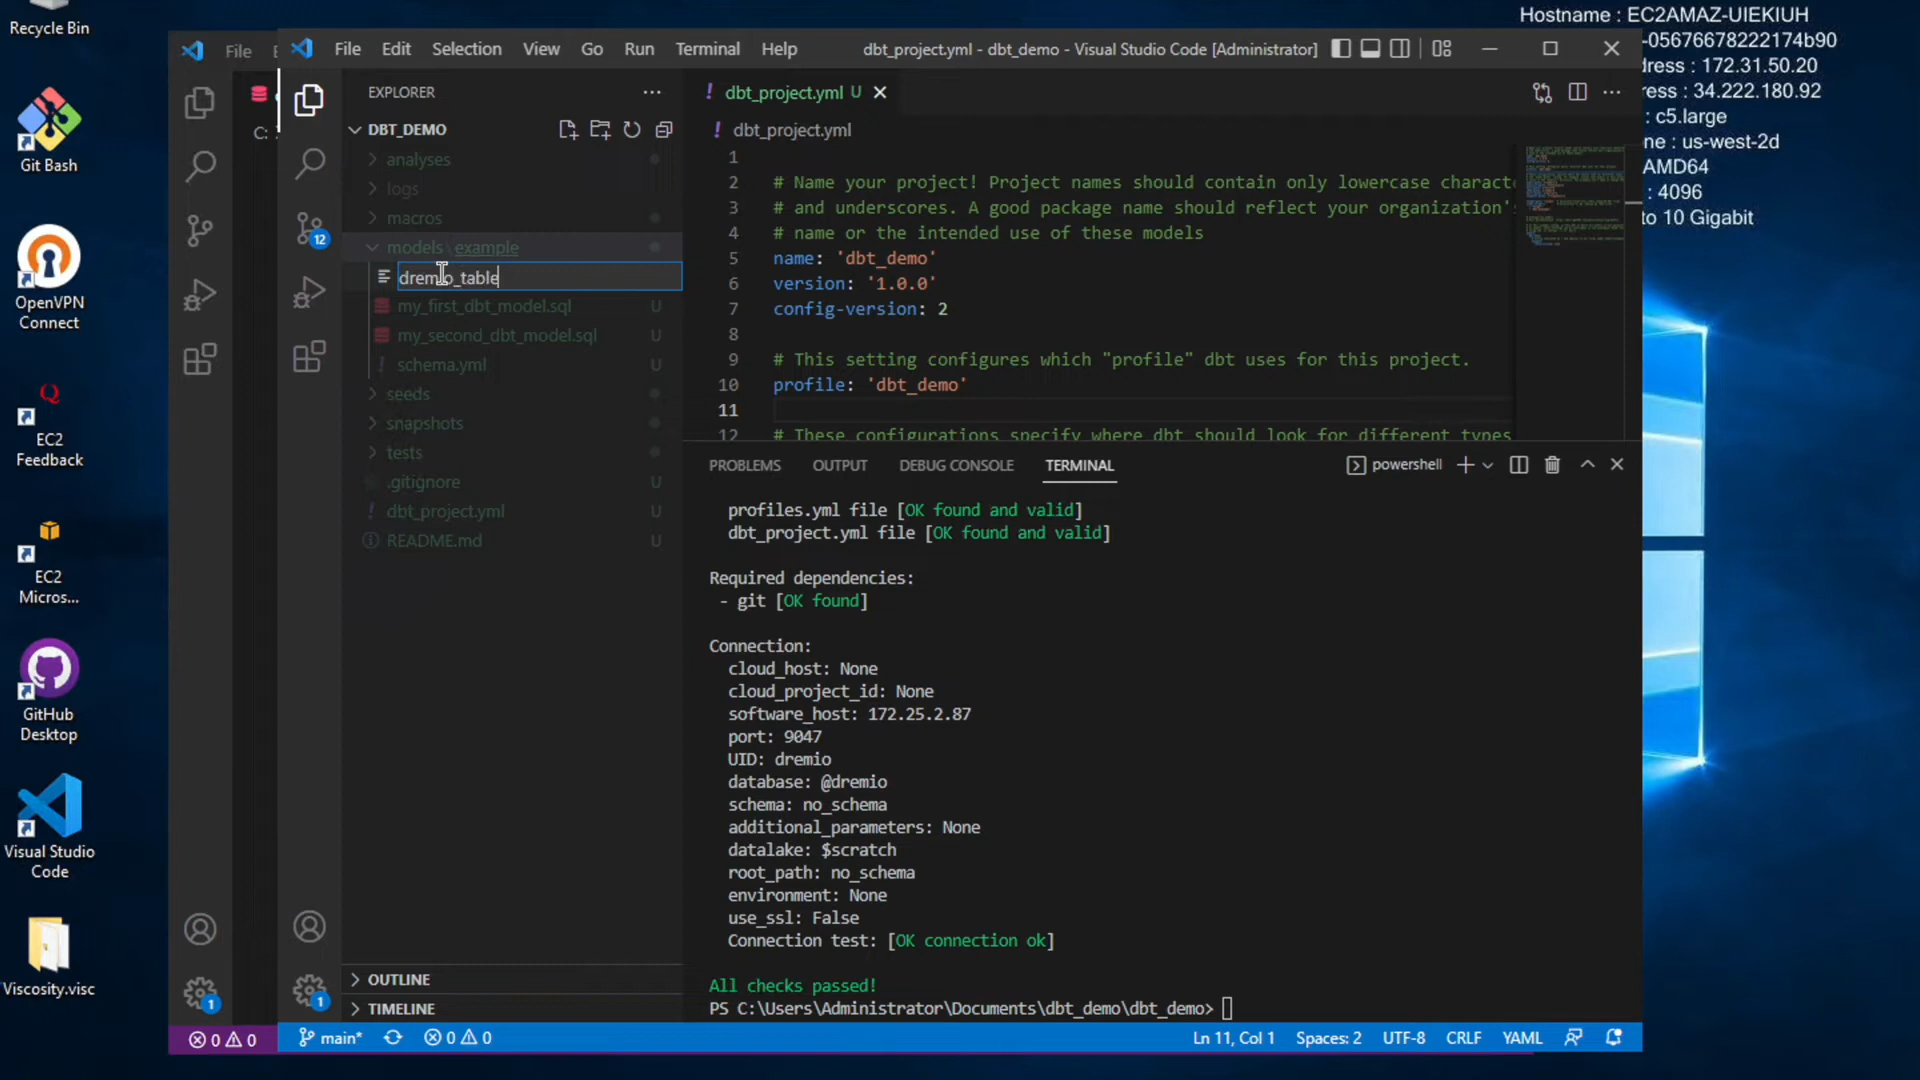 Recycle Bin
Git Bash
OpenVPN
Connect
EC2
Feedback
EC2
Micros...
GitHub
Desktop
Visual Studio
Code
Viscosity.visc
Hostname : EC2AMAZ-UIEKIUH
-05676678222174b90
dress : 172.31.50.20
ress : 34.222.180.92
: c5.large
ne : us-west-2d
AMD64
: 4096
to 10 Gigabit
File
C:
1
0 0
File Edit Selection View Go Run Terminal Help
dbt_project.yml - dbt_demo - Visual Studio Code [Administrator]
12
1
EXPLORER
DBT_DEMO
analyses
logs
macros
models \ example
dremio_table
my_first_dbt_model.sql U
my_second_dbt_model.sql U
! schema.yml U
seeds
snapshots
tests
.gitignore U
! dbt_project.yml U
README.md U
OUTLINE
TIMELINE
! dbt_project.yml U
! dbt_project.yml
1
2 # Name your project! Project names should contain only lowercase characte
3 # and underscores. A good package name should reflect your organization's
4 # name or the intended use of these models
5 name: 'dbt_demo'
6 version: '1.0.0'
7 config-version: 2
8
9 # This setting configures which "profile" dbt uses for this project.
10 profile: 'dbt_demo'
11
12 # These configurations specify where dbt should look for different types
PROBLEMS OUTPUT DEBUG CONSOLE TERMINAL powershell
profiles.yml file [OK found and valid]
dbt_project.yml file [OK found and valid]
Required dependencies:
- git [OK found]
Connection:
cloud_host: None
cloud_project_id: None
software_host: 172.25.2.87
port: 9047
UID: dremio
database: @dremio
schema: no_schema
additional_parameters: None
datalake: $scratch
root_path: no_schema
environment: None
use_ssl: False
Connection test: [OK connection ok]
All checks passed!
PS C:\Users\Administrator\Documents\dbt_demo\dbt_demo>
main* 0 0 Ln 11, Col 1 Spaces: 2 UTF-8 CRLF YAML